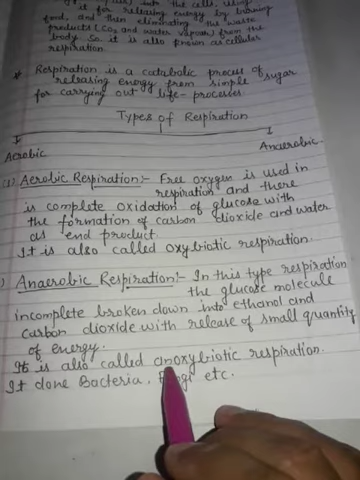 into the cells, using
it for releasing energy by burning
food, and then eliminating the waste
products (CO2 and water vapour) from the
body. So it is also known as cellular
respiration.
* Respiration is a catabolic process of
releasing energy from simple sugar
for carrying out life-processes.
Types of Respiration
Aerobic
Anaerobic.
Aerobic Respiration:- Free oxygen is used in
respiration and there
is complete oxidation of glucose with
the formation of carbon dioxide and water
as end product.
It is also called oxybiotic respiration.
) Anaerobic Respiration:- In this type respiration
the glucose molecule
incomplete broken down into ethanol and
carbon dioxide with release of small quantity
of energy.
It is also called anoxybiotic respiration.
It done Bacteria, etc.